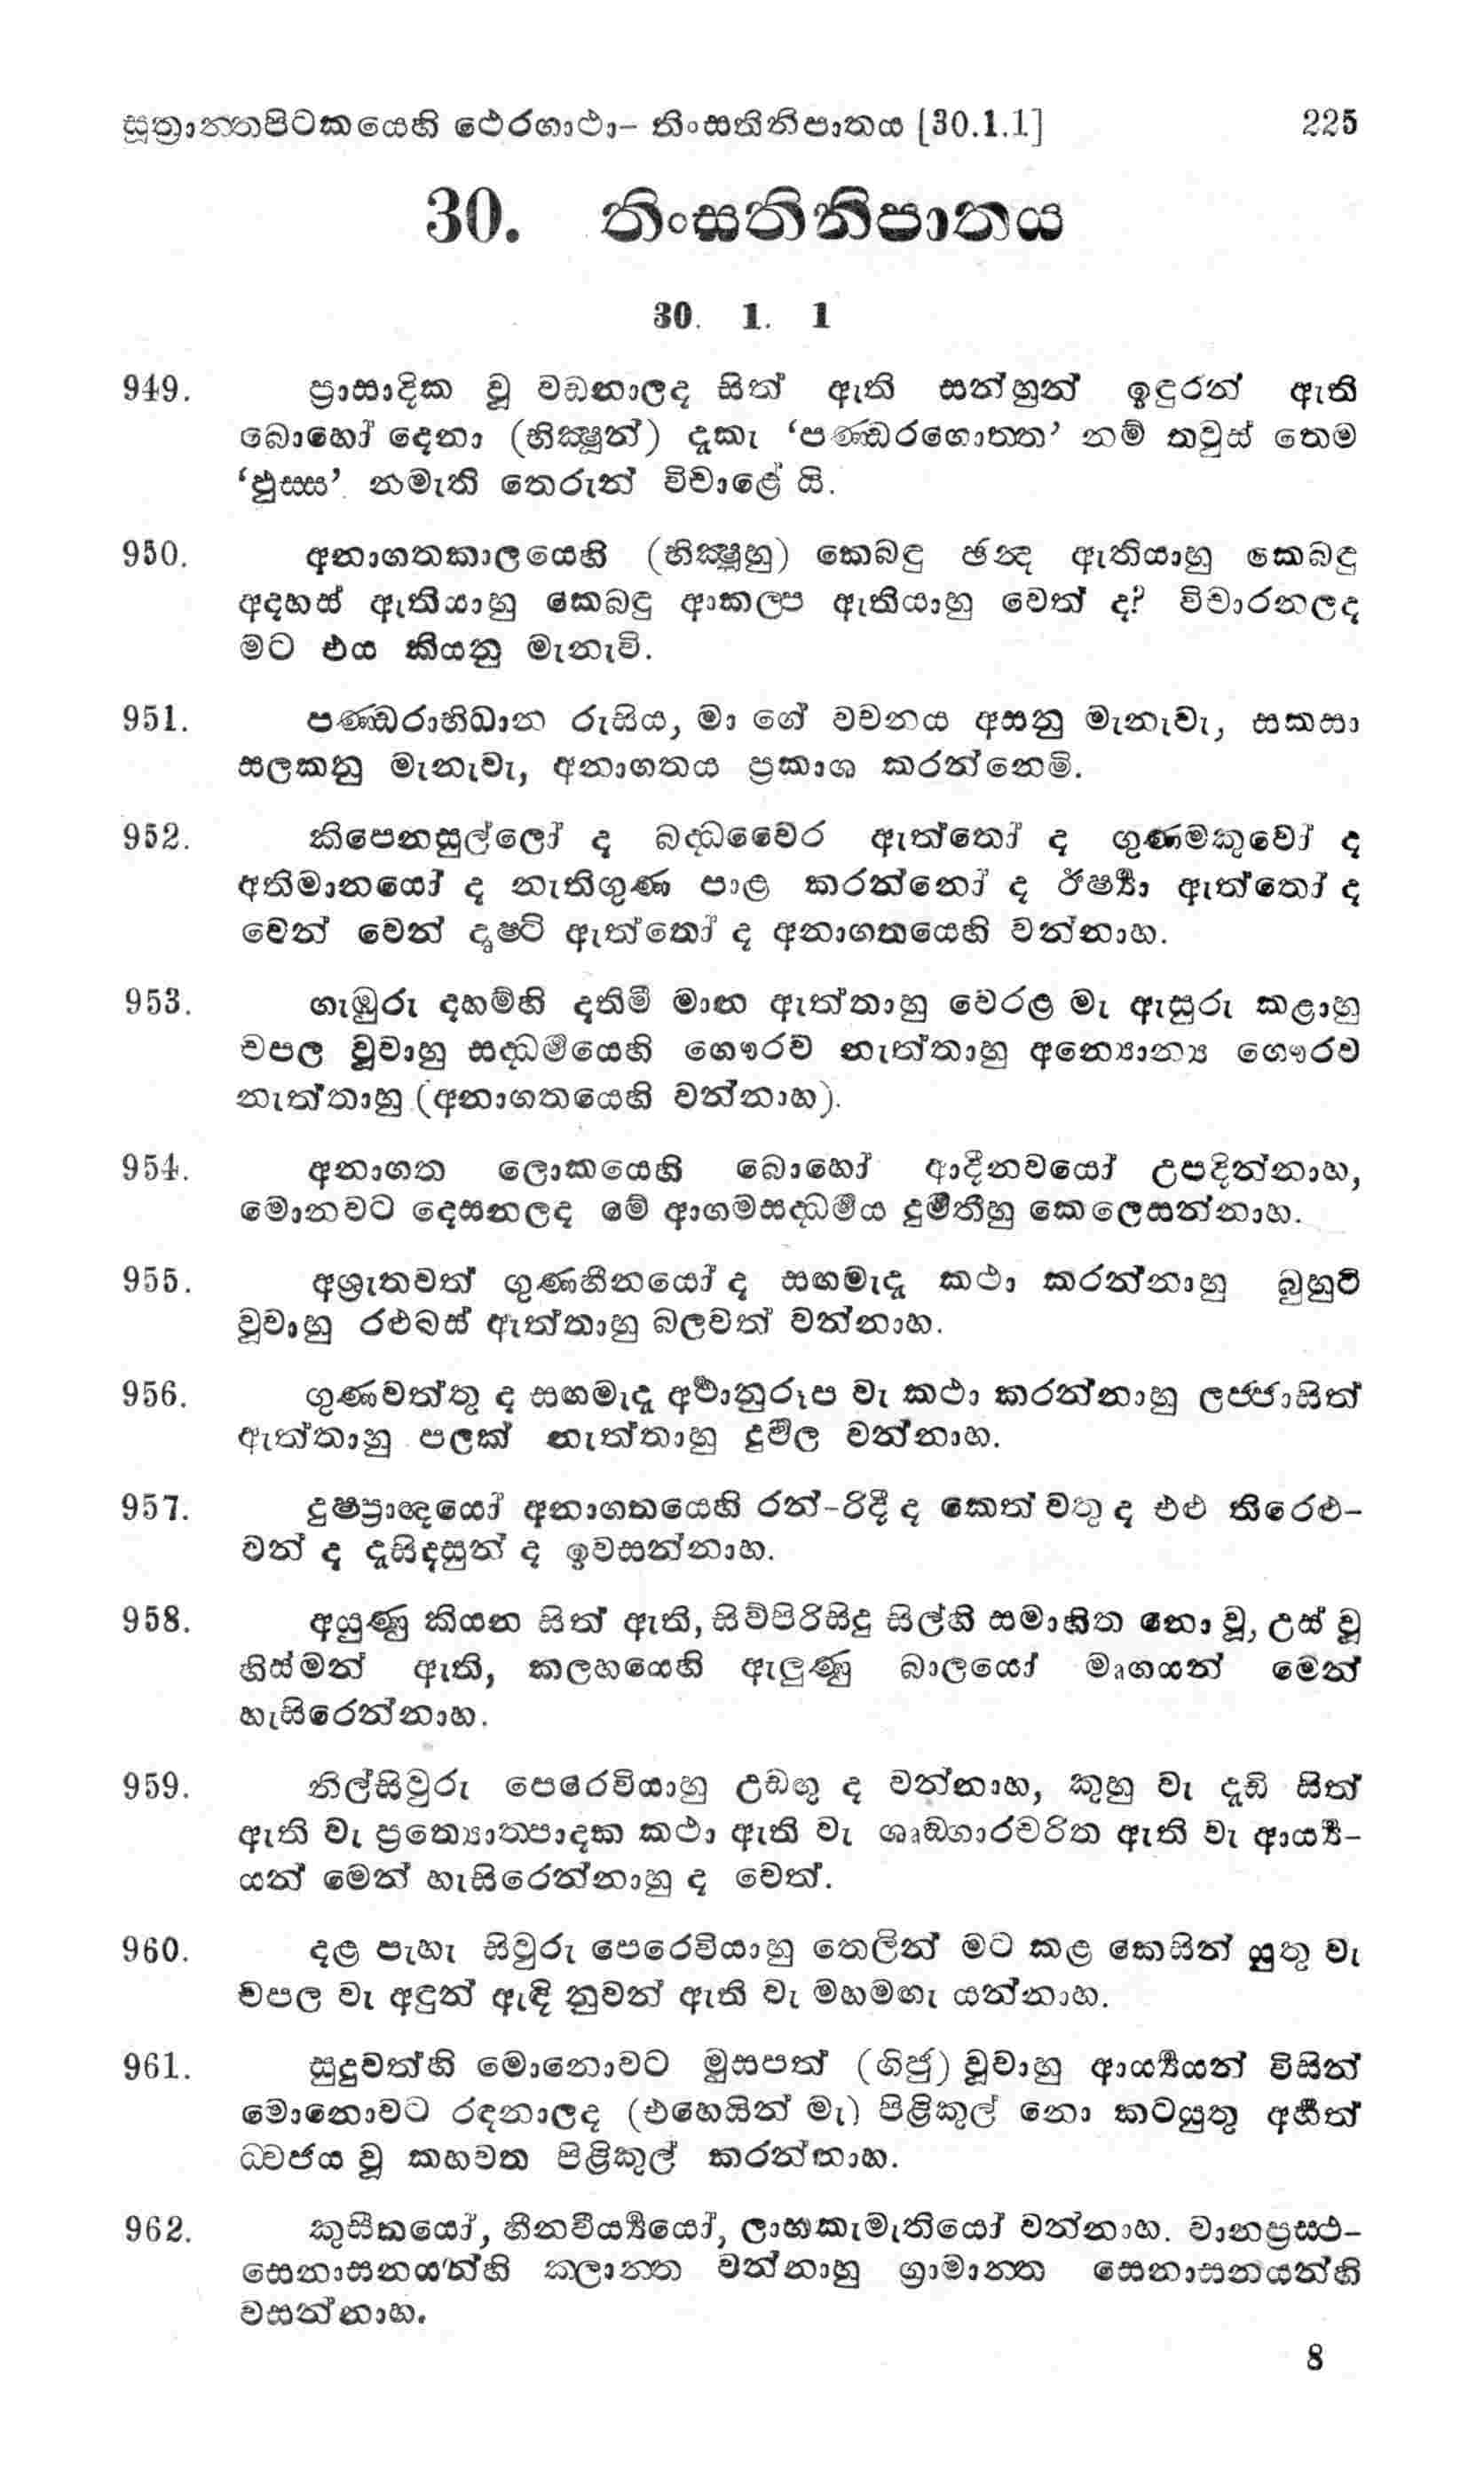 සූත්‍රාන්තපිටකයෙහි ථෙරගාථා- තිංසතිනිපාතය [30.1.1] 225
30. තිංසතිනිපාතය
30. 1. 1
949. ප්‍රාසාදික වූ වඩනාලද සිත් ඇති සන්හුන් ඉඳුරන් ඇති
බොහෝ දෙනා (භික්‍ෂූන්) දැකැ ‘පණ්ඩරගොත්ත’ නම් තවුස් තෙම
‘ඵුස්ස’ නමැති තෙරුන් විචාළේ යි.
950. අනාගතකාලයෙහි (භික්‍ෂූහු) කෙබඳු ඡන්‍ද ඇතියාහු කෙබඳු
අදහස් ඇතියාහු කෙබඳු ආකල්ප ඇතියාහු වෙත් ද? විචාරනලද
මට එය කියනු මැනැවි.
951. පණ්ඩරාභිධාන රුසිය, මා ගේ වචනය අසනු මැනැවැ, සකසා
සලකනු මැනැවැ, අනාගතය ප්‍රකාශ කරන්නෙමි.
952. කිපෙනසුල්ලෝ ද බද්ධවෛර ඇත්තෝ ද ගුණමකුවෝ ද
අතිමානයෝ ද නැතිගුණ පාළ කරන්නෝ ද ඊර්ෂ්‍යා ඇත්තෝ ද
වෙන් වෙන් දෘෂ්ටි ඇත්තෝ ද අනාගතයෙහි වන්නාහ.
953. ගැඹුරු දහම්හි දනිමී මාන ඇත්තාහු වෙරළ මැ ඇසුරු කළාහු
චපල වූවාහු සද්ධර්මයෙහි ගෞරව නැත්තාහු අන්‍යොන්‍ය ගෞරව
නැත්තාහු (අනාගතයෙහි වන්නාහ).
954. අනාගත ලොකයෙහි බොහෝ ආදීනවයෝ උපදින්නාහ,
මොනවට දෙසනලද මේ ආගමසද්ධර්මය දුර්මතීහු කෙලෙසන්නාහ.
955. අශ්‍රැතවත් ගුණහීනයෝ ද සඟමැදැ කථා කරන්නාහු බුහුටි
වූවාහු රළුබස් ඇත්තාහු බලවත් වන්නාහ.
956. ගුණවත්තු ද සඟමැදැ අර්ථානුරූප වැ කථා කරන්නාහු ලජ්ජාසිත්
ඇත්තාහු පලක් නැත්තාහු දුර්වල වන්නාහ.
957. දුෂ්ප්‍රාඥයෝ අනාගතයෙහි රන්-රිදී ද කෙත් වතු ද එළු තිරෙළු-
වන් ද දැසිදසුන් ද ඉවසන්නාහ.
958. අයුණු කියන සිත් ඇති, සිව්පිරිසිදු සිල්හි සමාහිත නො වූ, උස් වූ
හිස්මන් ඇති, කලහයෙහි ඇලුණු බාලයෝ මෘගයන් මෙන්
හැසිරෙන්නාහ.
959. නිල්සිවුරු පෙරෙවියාහු උඩඟු ද වන්නාහ, කුහු වැ දැඩි සිත්
ඇති වැ ප්‍රත්‍යොත්පාදක කථා ඇති වැ ශෘඞ්ගාරචරිත ඇති වැ ආර්‍ය්‍ය-
යන් මෙන් හැසිරෙන්නාහු ද වෙත්.
960. දළ පැහැ සිවුරු පෙරෙවියාහු තෙලින් මට කළ කෙසින් යුතු වැ
චපල වැ අඳුන් ඇඳි නුවන් ඇති වැ මහමඟැ යන්නාහ.
961. සුදුවත්හි මොනොවට මුසපත් (ගිජු) වූවාහු ආර්‍ය්‍යයන් විසින්
මොනොවට රඳනාලද (එහෙයින් මැ) පිළිකුල් නො කටයුතු අර්හත්
ධ්වජය වූ කහවත පිළිකුල් කරන්නාහ.
962. කුසීතයෝ, හීනවීර්‍ය්‍යයෝ, ලාභකැමැතියෝ වන්නාහ. වානප්‍රස්ථ-
සෙනාසනයන්හි ක්ලාන්ත වන්නාහු ග්‍රාමාන්ත සෙනාසනයන්හි
වසන්නාහ.
8